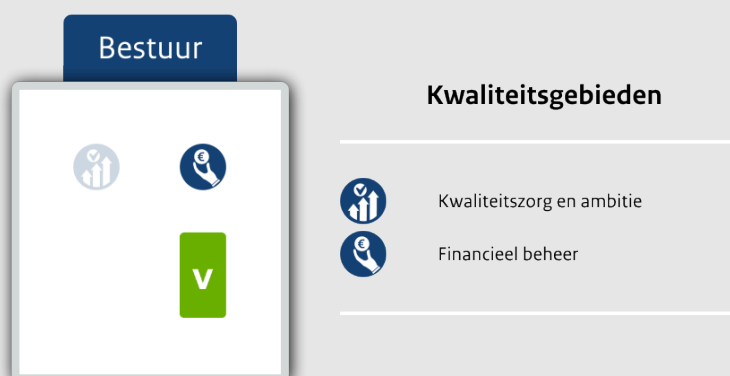 Bestuur
Kwaliteitsgebieden
€
€
Kwaliteitszorg en ambitie
Financieel beheer
V